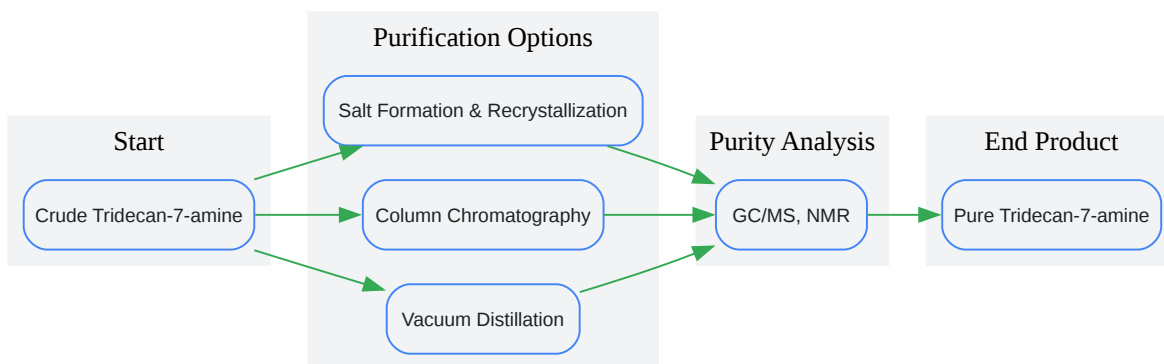 Purification Options
Salt Formation & Recrystallization
Start
Purity Analysis
End Product
Crude Tridecan-7-amine
Column Chromatography
GC/MS, NMR
Pure Tridecan-7-amine
Vacuum Distillation